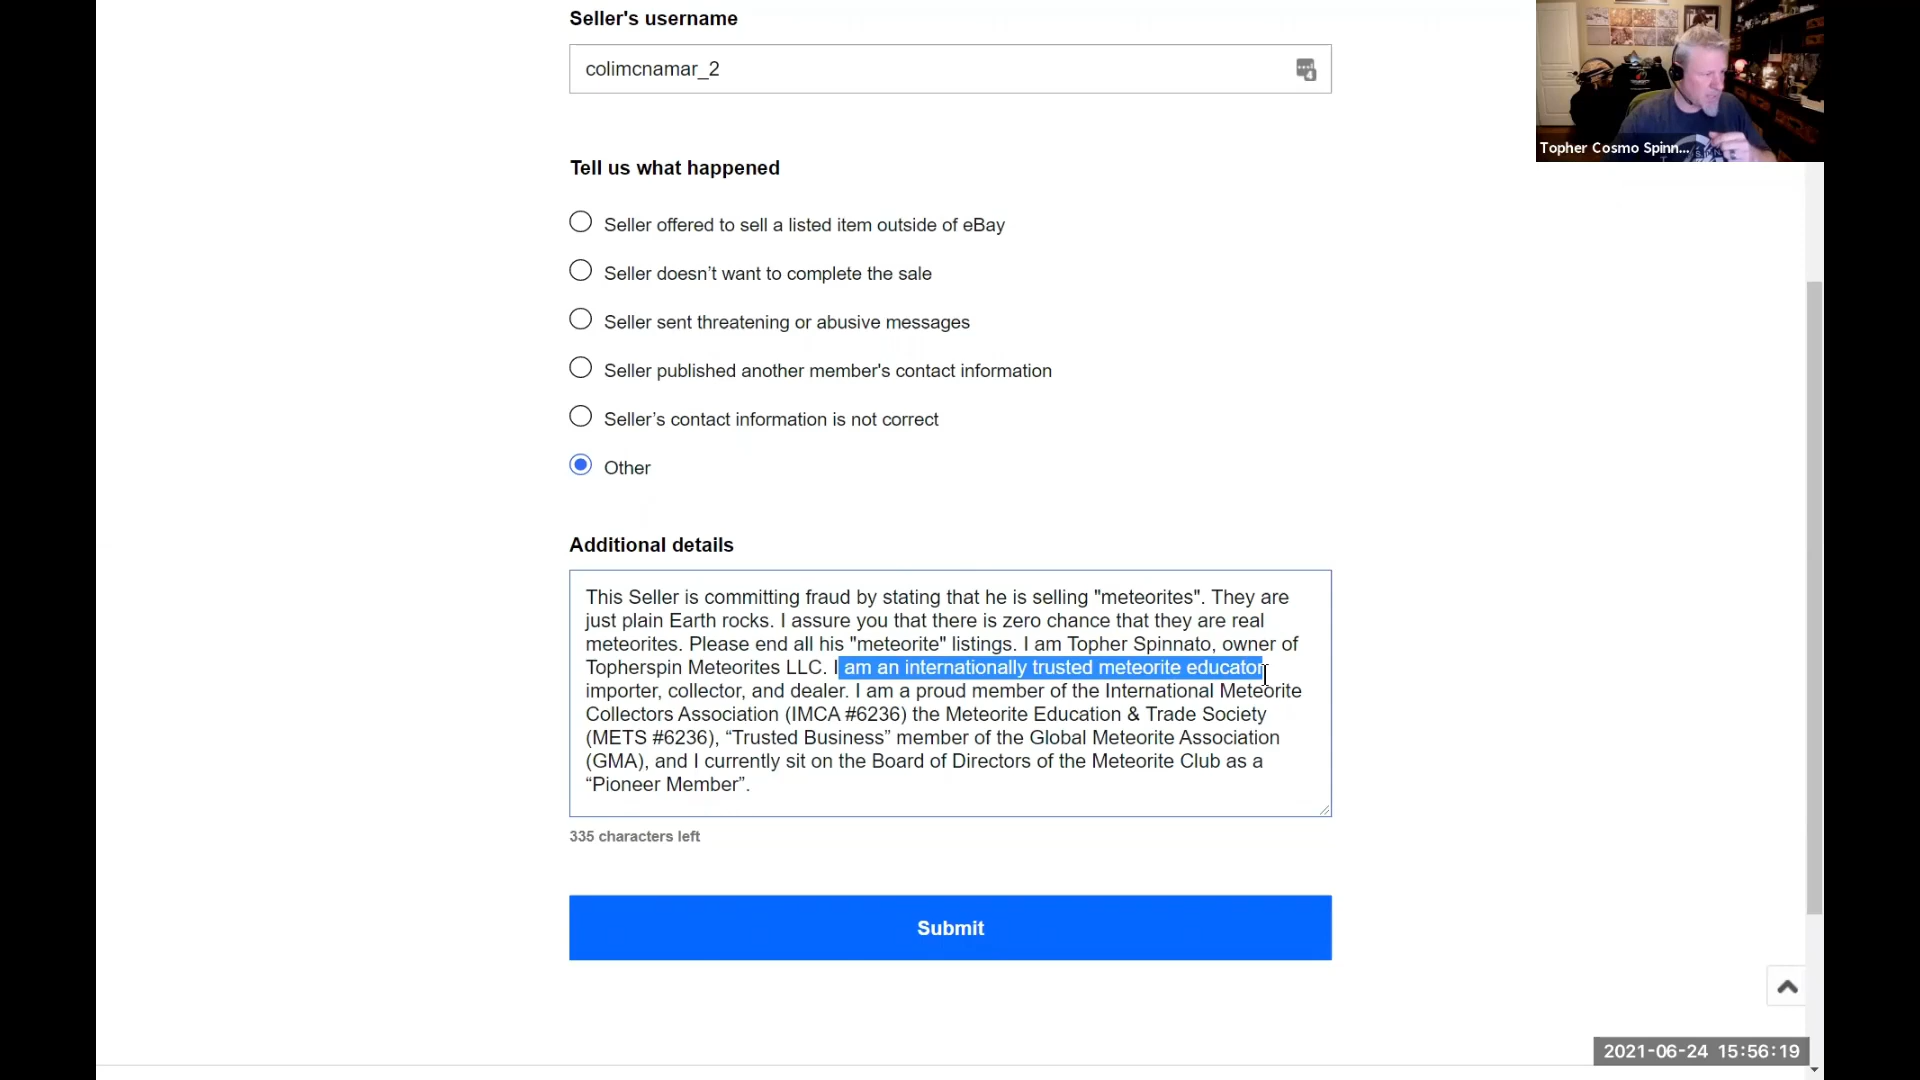 Seller's username
colimcnamar_2
4
Topher Cosmo Spinn...
Tell us what happened
Seller offered to sell a listed item outside of eBay
Seller doesn’t want to complete the sale
Seller sent threatening or abusive messages
Seller published another member's contact information
Seller’s contact information is not correct
Other
Additional details
This Seller is committing fraud by stating that he is selling "meteorites". They are
just plain Earth rocks. I assure you that there is zero chance that they are real
meteorites. Please end all his "meteorite" listings. I am Topher Spinnato, owner of
Topherspin Meteorites LLC. I am an internationally trusted meteorite educator
importer, collector, and dealer. I am a proud member of the International Meteorite
Collectors Association (IMCA #6236) the Meteorite Education & Trade Society
(METS #6236), “Trusted Business” member of the Global Meteorite Association
(GMA), and I currently sit on the Board of Directors of the Meteorite Club as a
“Pioneer Member”.
335 characters left
Submit
2021-06-24 15:56:19